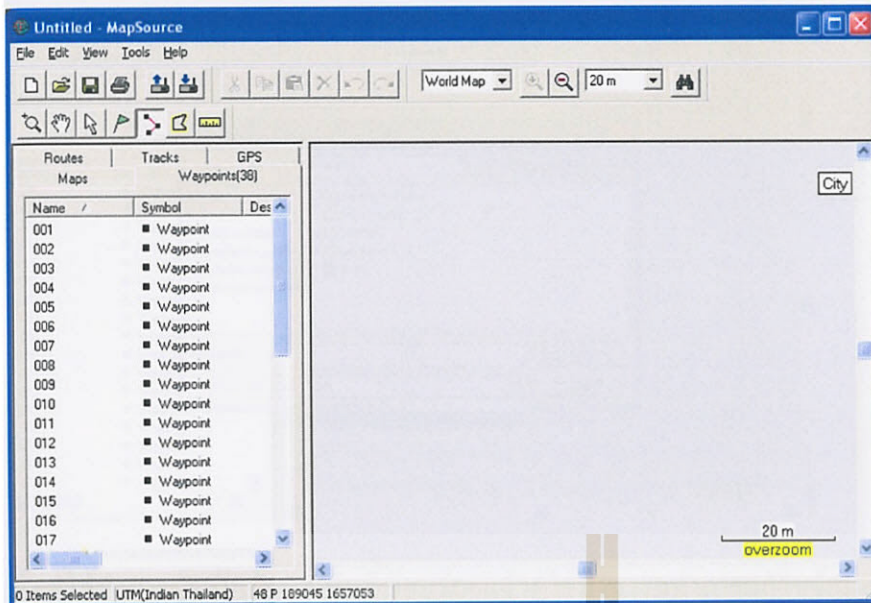 Untitled - MapSource
File Edit View Tools Help
World Map 20 m
Routes Tracks GPS
Maps Waypoints(38)
Name / Symbol Des
001 Waypoint
002 Waypoint
003 Waypoint
004 Waypoint
005 Waypoint
006 Waypoint
007 Waypoint
008 Waypoint
009 Waypoint
010 Waypoint
011 Waypoint
012 Waypoint
013 Waypoint
014 Waypoint
015 Waypoint
016 Waypoint
017 Waypoint
City
20 m
overzoom
0 Items Selected UTM(Indian Thailand) 48 P 189045 1657053